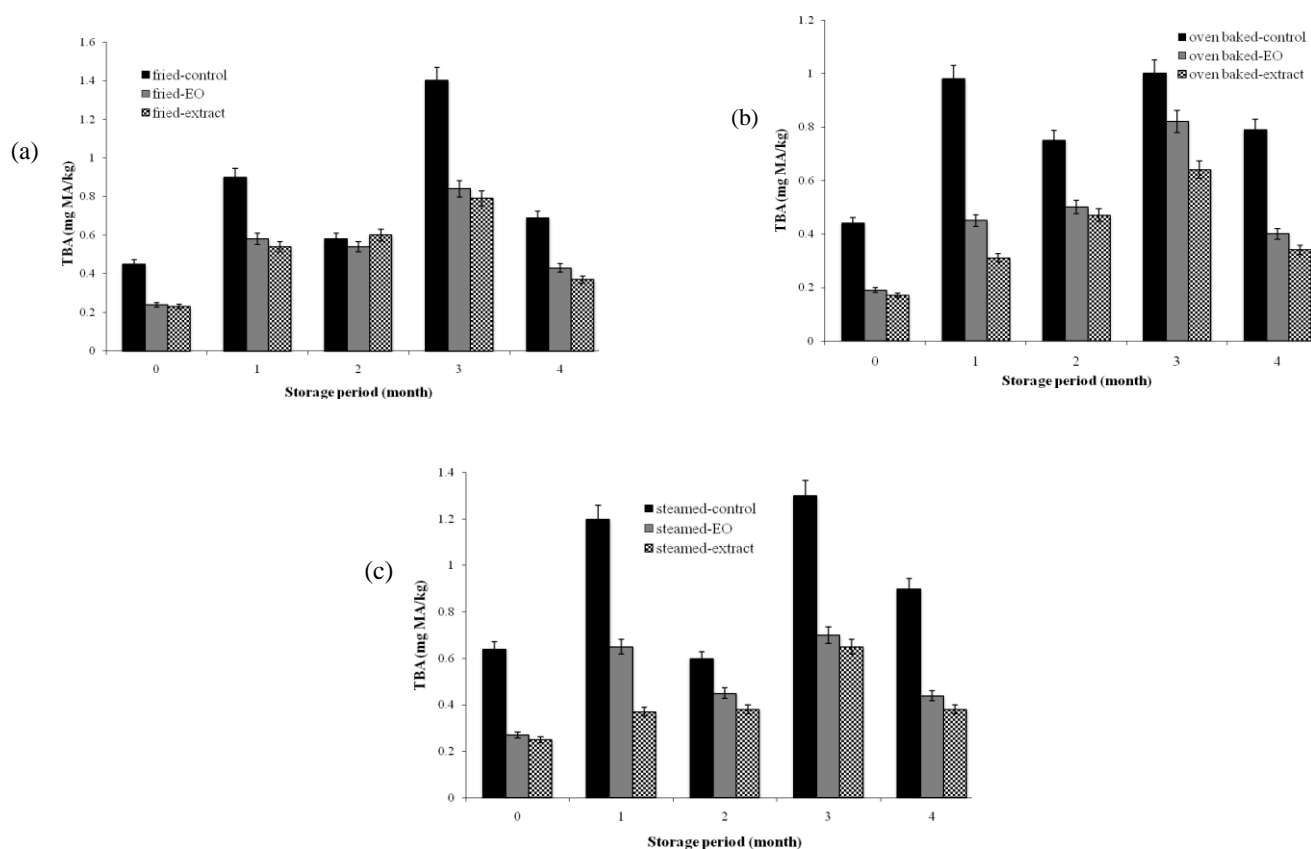 (a)
TBA (mg MA/kg)
1.6
1.4
1.2
1
0.8
0.6
0.4
0.2
0
fried-control
fried-EO
fried-extract
0 1 2 3 4
Storage period (month)
(b)
TBA (mg MA/kg)
1.2
1
0.8
0.6
0.4
0.2
0
oven baked-control
oven baked-EO
oven baked-extract
0 1 2 3 4
Storage period (month)
(c)
TBA (mg MA/kg)
1.4
1.2
1
0.8
0.6
0.4
0.2
0
steamed-control
steamed-EO
steamed-extract
0 1 2 3 4
Storage period (month)